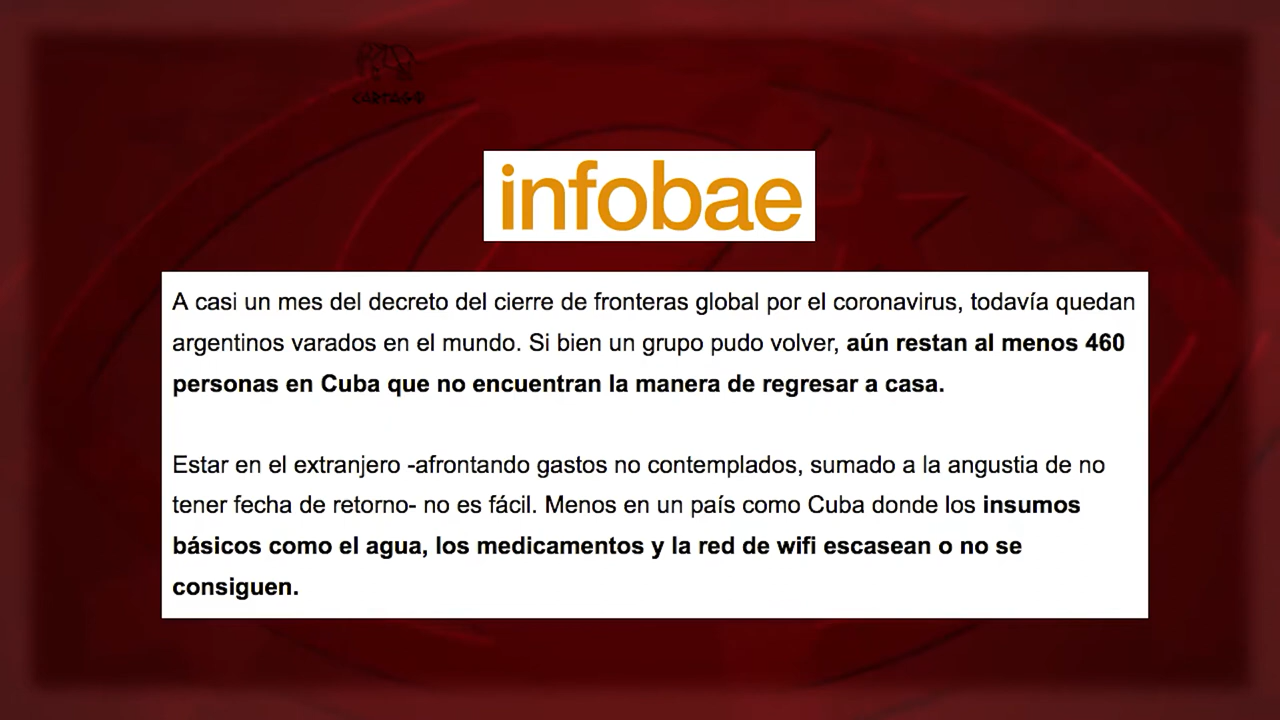 CARTAGO
infobae
A casi un mes del decreto del cierre de fronteras global por el coronavirus, todavía quedan
argentinos varados en el mundo. Si bien un grupo pudo volver, aún restan al menos 460
personas en Cuba que no encuentran la manera de regresar a casa.
Estar en el extranjero -afrontando gastos no contemplados, sumado a la angustia de no
tener fecha de retorno- no es fácil. Menos en un país como Cuba donde los insumos
básicos como el agua, los medicamentos y la red de wifi escasean o no se
consiguen.